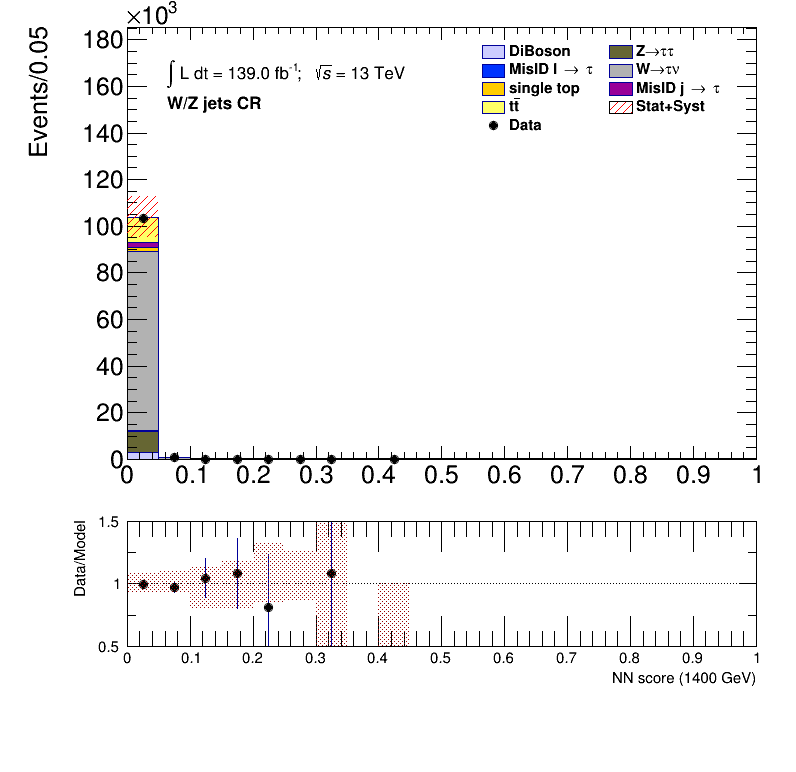 ×10³
Events/0.05
180
160
140
120
100
80
60
40
20
0
∫ L dt = 139.0 fb⁻¹; √s = 13 TeV
W/Z jets CR
DiBoson
MisID l → τ
single top
tt̄
Data
Z→ττ
W→τν
MisID j → τ
Stat+Syst
0 0.1 0.2 0.3 0.4 0.5 0.6 0.7 0.8 0.9 1
Data/Model
1.5
1
0.5
0 0.1 0.2 0.3 0.4 0.5 0.6 0.7 0.8 0.9 1
NN score (1400 GeV)